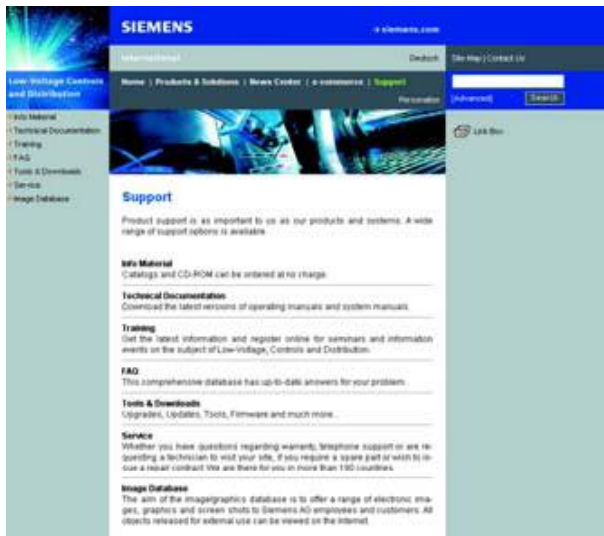 SIEMENS
siemens.com
International
Deutsch
Site Map | Contact Us
Low-Voltage Controls
and Distribution
Home | Products & Solutions | News Center | e-commerce | Support
Personalize
[Advanced]
Search
Info Material
Technical Documentation
Training
FAQ
Tools & Downloads
Service
Image Database
Link Box
Support
Product support is as important to us as our products and systems. A wide
range of support options is available.
Info Material
Catalogs and CD-ROM can be ordered at no charge.
Technical Documentation
Download the latest versions of operating manuals and system manuals.
Training
Get the latest information and register online for seminars and information
events on the subject of Low-Voltage, Controls and Distribution.
FAQ
This comprehensive database has up-to-date answers for your problem.
Tools & Downloads
Upgrades, Updates, Tools, Firmware and much more...
Service
Whether you have questions regarding warranty, telephone support or are re-
questing a technician to visit your site, if you require a spare part or wish to is-
sue a repair contract: We are there for you in more than 190 countries.
Image Database
The aim of the image/graphics database is to offer a range of electronic ima-
ges, graphics and screen shots to Siemens AG employees and customers. All
objects released for external use can be viewed on the Internet.